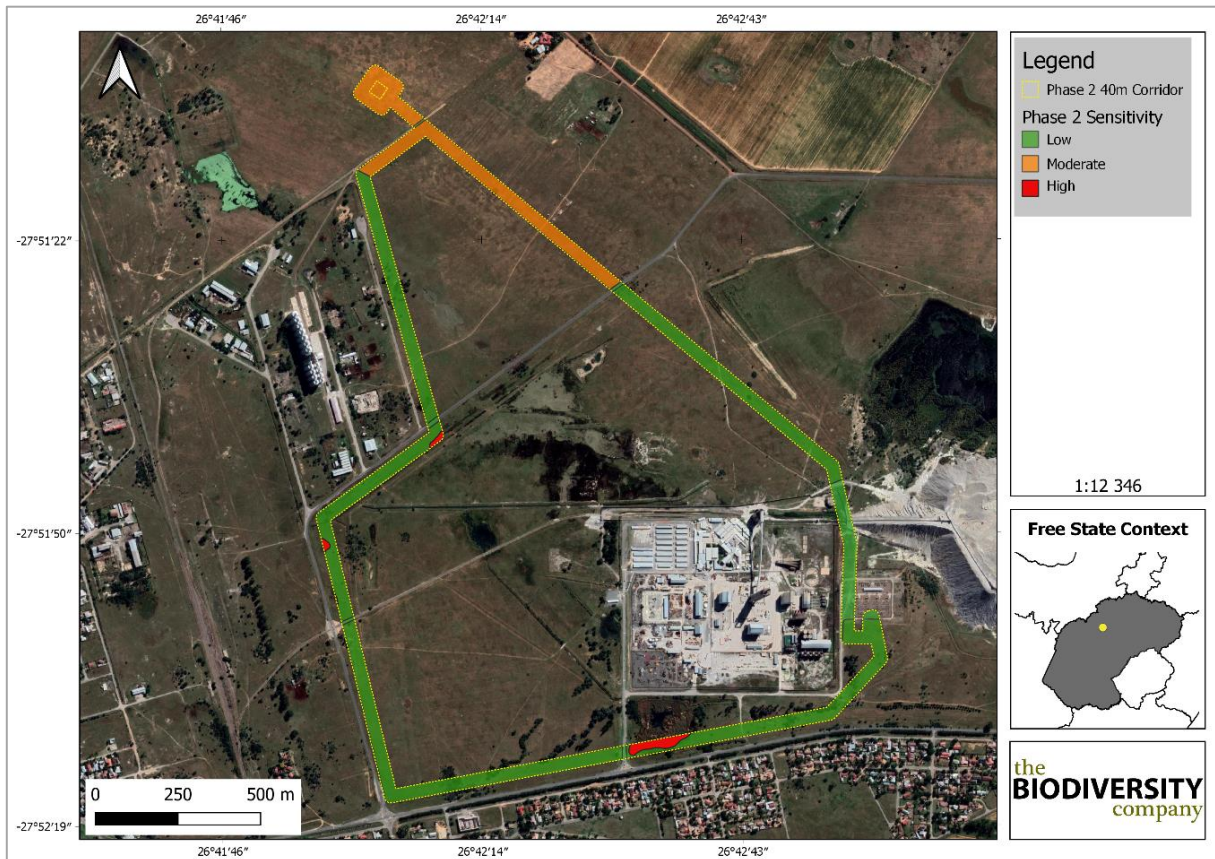 26°41′46″ 26°42′14″ 26°42′43″
Legend
Phase 2 40m Corridor
Phase 2 Sensitivity
Low
Moderate
High
-27°51′22″
1:12 346
Free State Context
-27°51′50″
the
BIODIVERSITY
company
0 250 500 m
-27°52′19″
26°41′46″ 26°42′14″ 26°42′43″